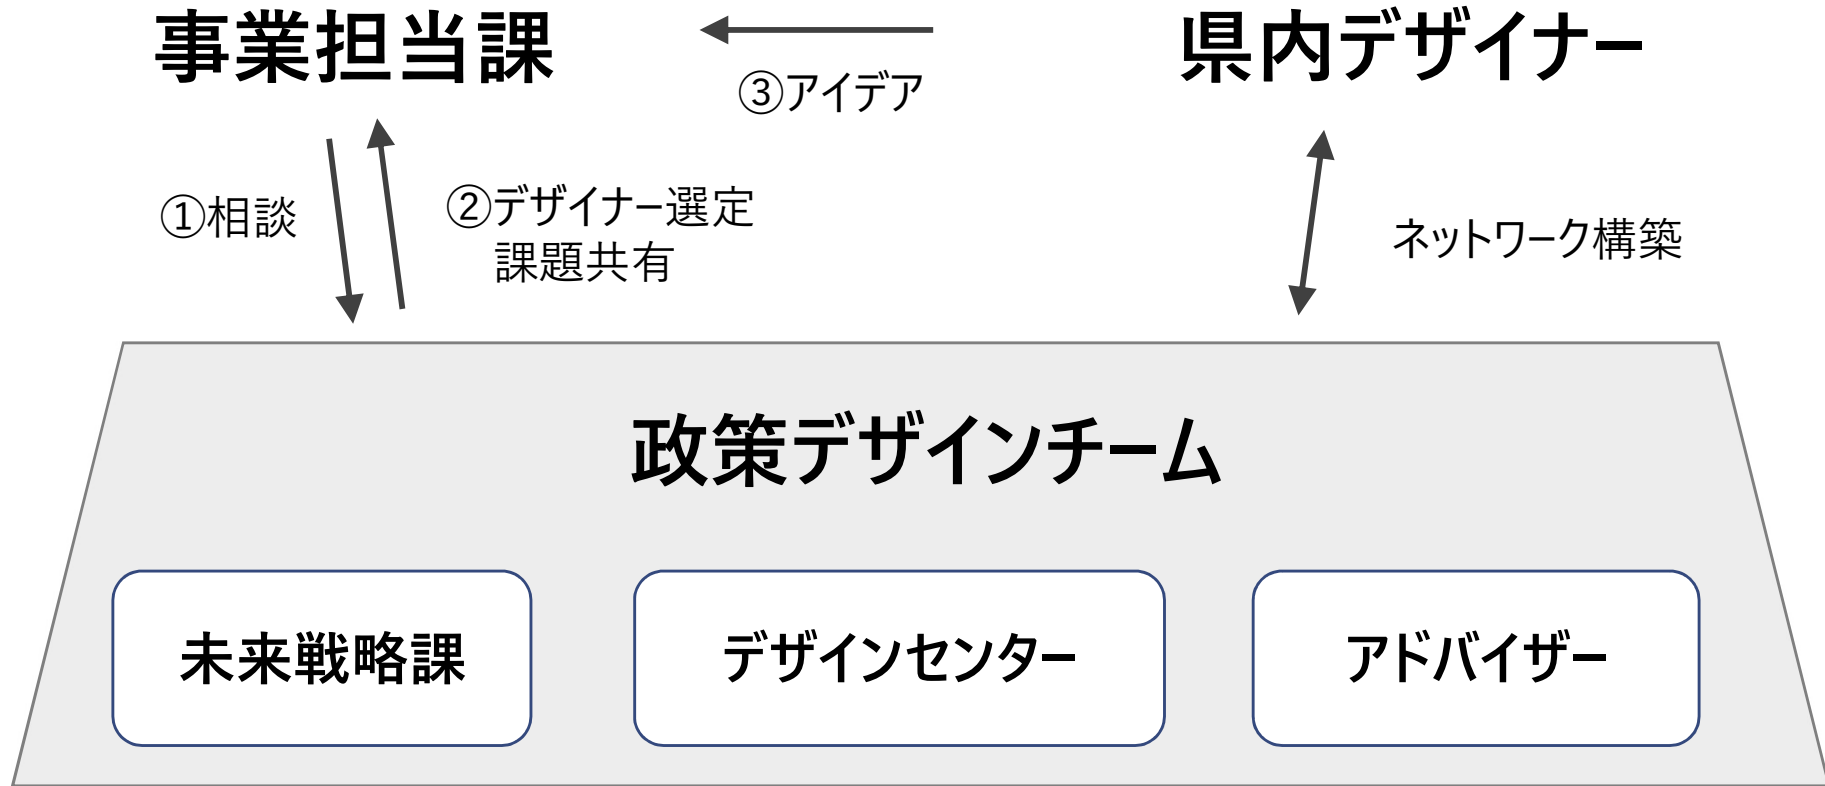 事業担当課
県内デザイナー
③アイデア
①相談
②デザイナー選定
課題共有
ネットワーク構築
政策デザインチーム
未来戦略課
デザインセンター
アドバイザー